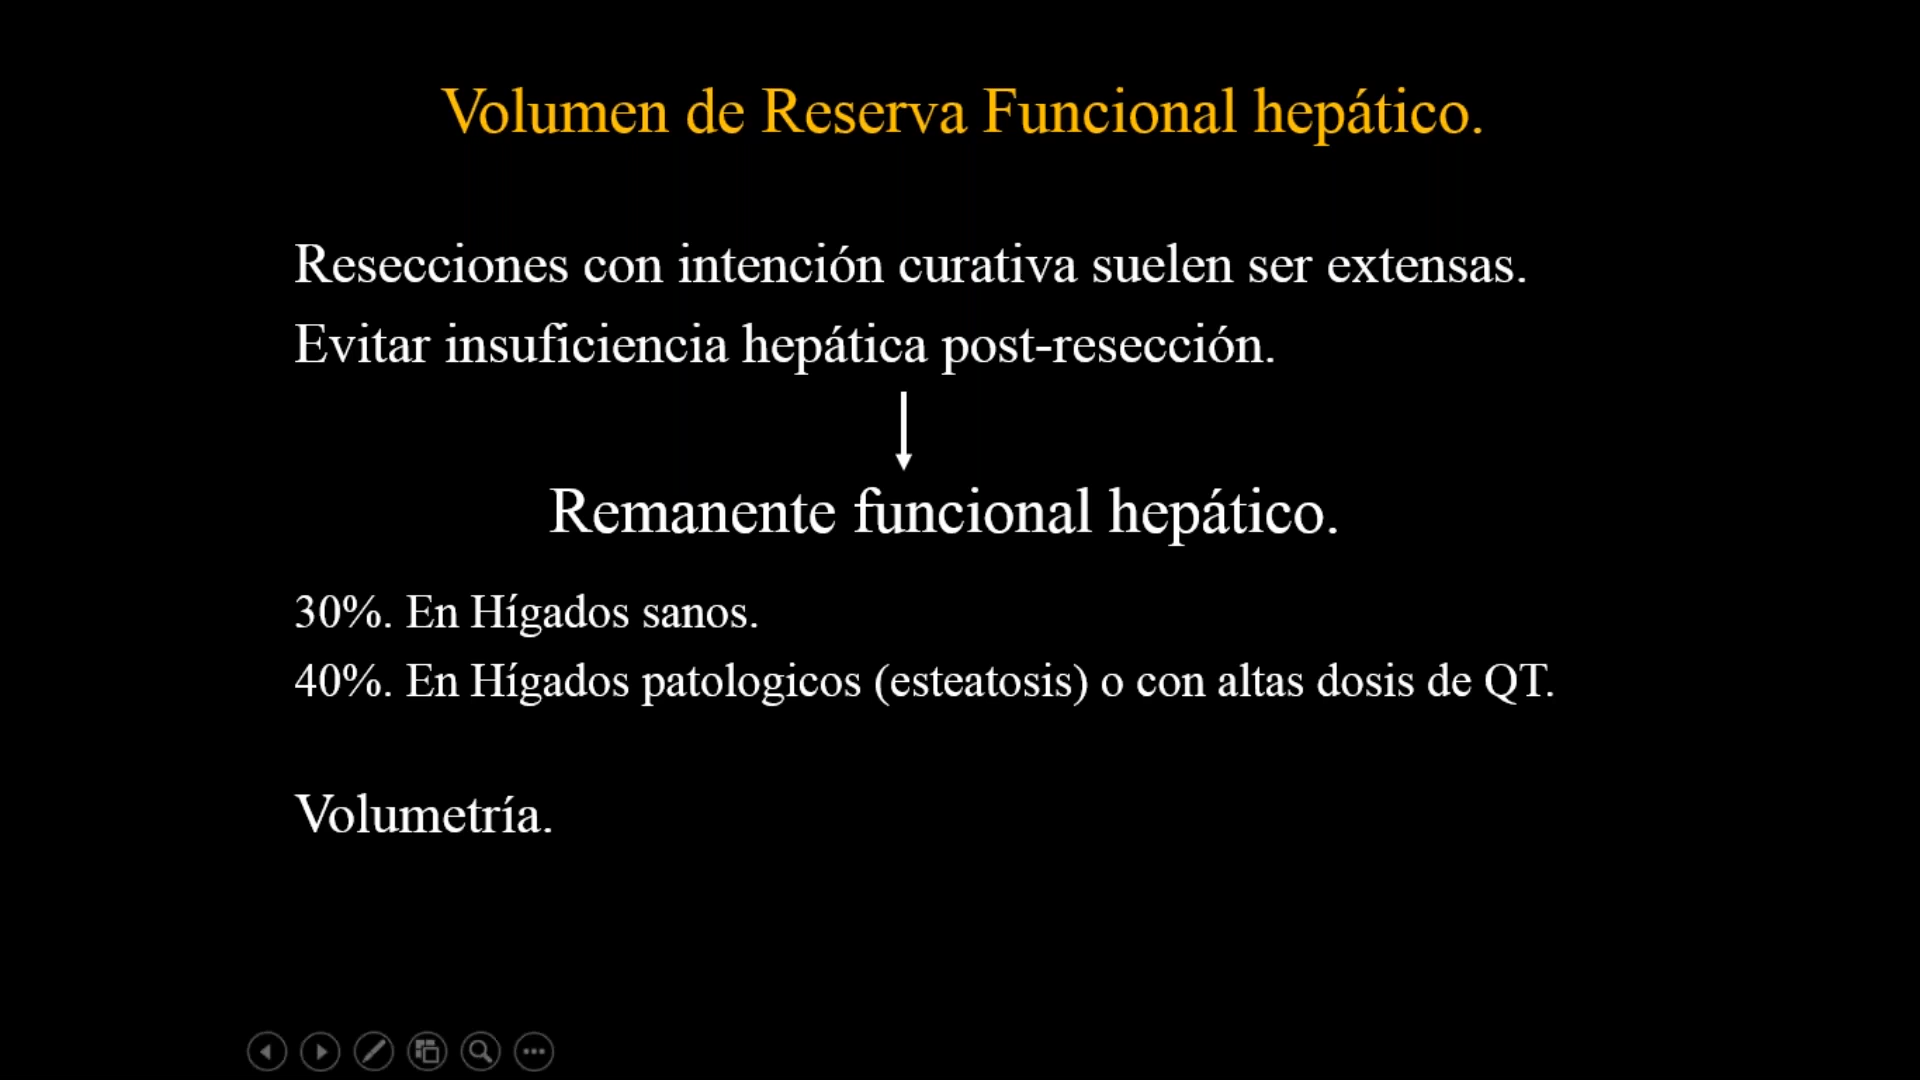 Volumen de Reserva Funcional hepático.
Resecciones con intención curativa suelen ser extensas.
Evitar insuficiencia hepática post-resección.
Remanente funcional hepático.
30%. En Hígados sanos.
40%. En Hígados patologicos (esteatosis) o con altas dosis de QT.
Volumetría.